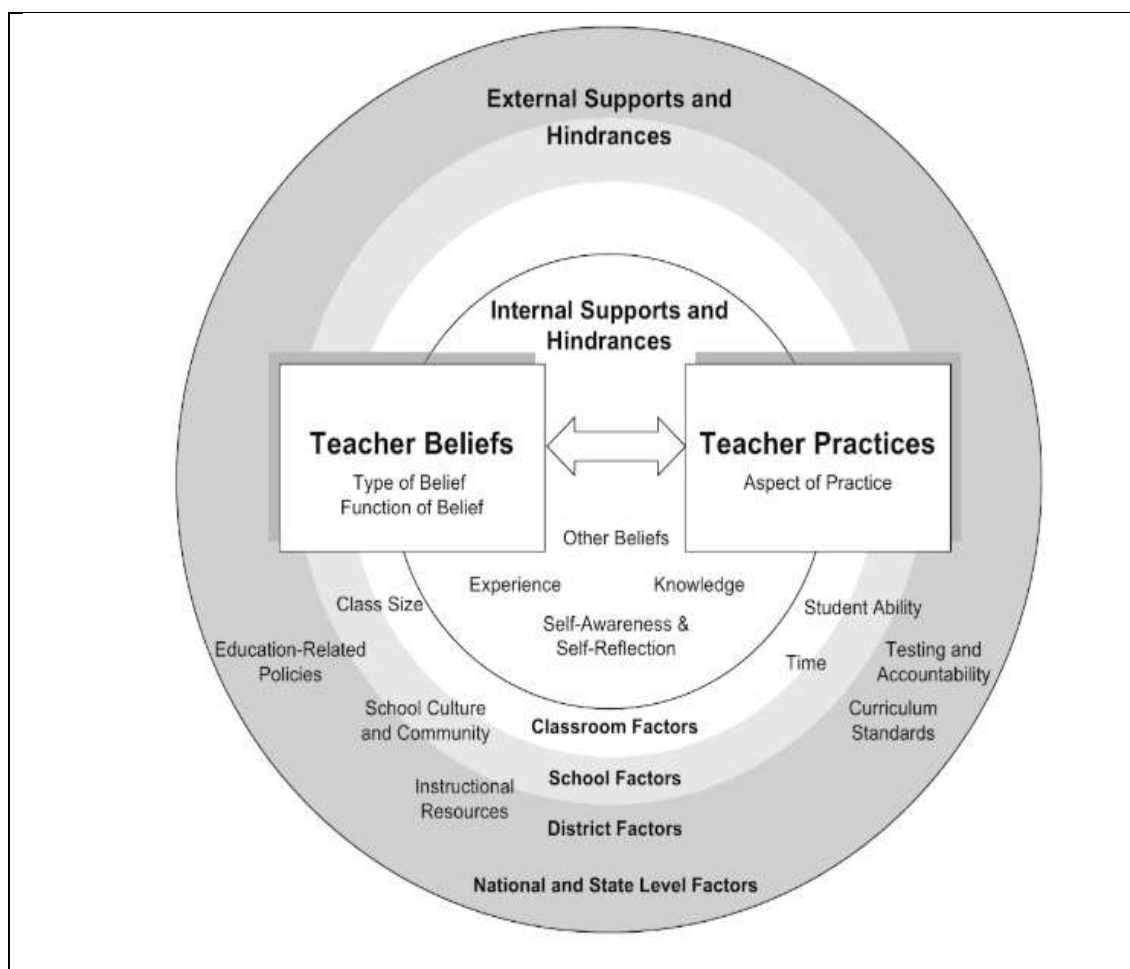 External Supports and
Hindrances
Internal Supports and
Hindrances
Teacher Beliefs
Type of Belief
Function of Belief
Teacher Practices
Aspect of Practice
Other Beliefs
Experience
Knowledge
Self-Awareness &
Self-Reflection
Class Size
Student Ability
Education-Related
Policies
Time
Testing and
Accountability
School Culture
and Community
Classroom Factors
Curriculum
Standards
School Factors
Instructional
Resources
District Factors
National and State Level Factors